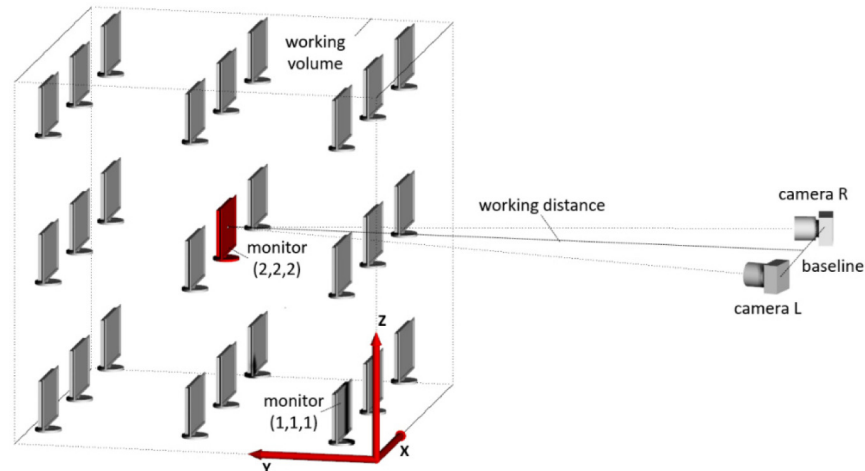 working
volume
camera R
working distance
monitor
(2,2,2)
baseline
camera L
Z
monitor
(1,1,1)
X
Y